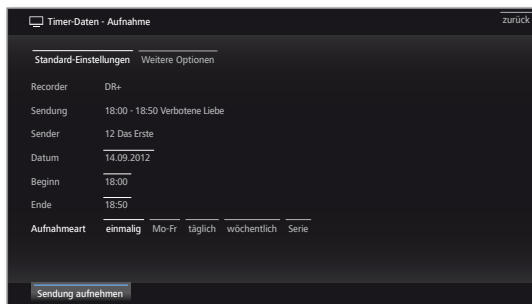 Timer-Daten - Aufnahme
zurück
Standard-Einstellungen Weitere Optionen
Recorder DR+
Sendung 18:00 - 18:50 Verbotene Liebe
Sender 12 Das Erste
Datum 14.09.2012
Beginn 18:00
Ende 18:50
Aufnahmeart einmalig Mo-Fr täglich wöchentlich Serie
Sendung aufnehmen